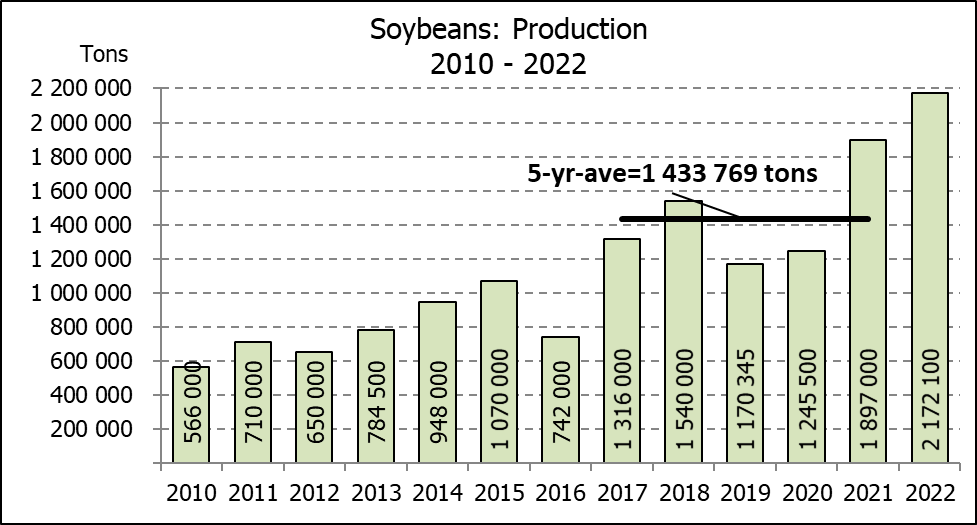 Soybeans: Production
2010 - 2022
Tons
2 200 000
2 000 000
1 800 000
1 600 000
1 400 000
1 200 000
1 000 000
800 000
600 000
400 000
200 000
5-yr-ave=1 433 769 tons
566 000
710 000
650 000
784 500
948 000
1 070 000
742 000
1 316 000
1 540 000
1 170 345
1 245 500
1 897 000
2 172 100
2010 2011 2012 2013 2014 2015 2016 2017 2018 2019 2020 2021 2022